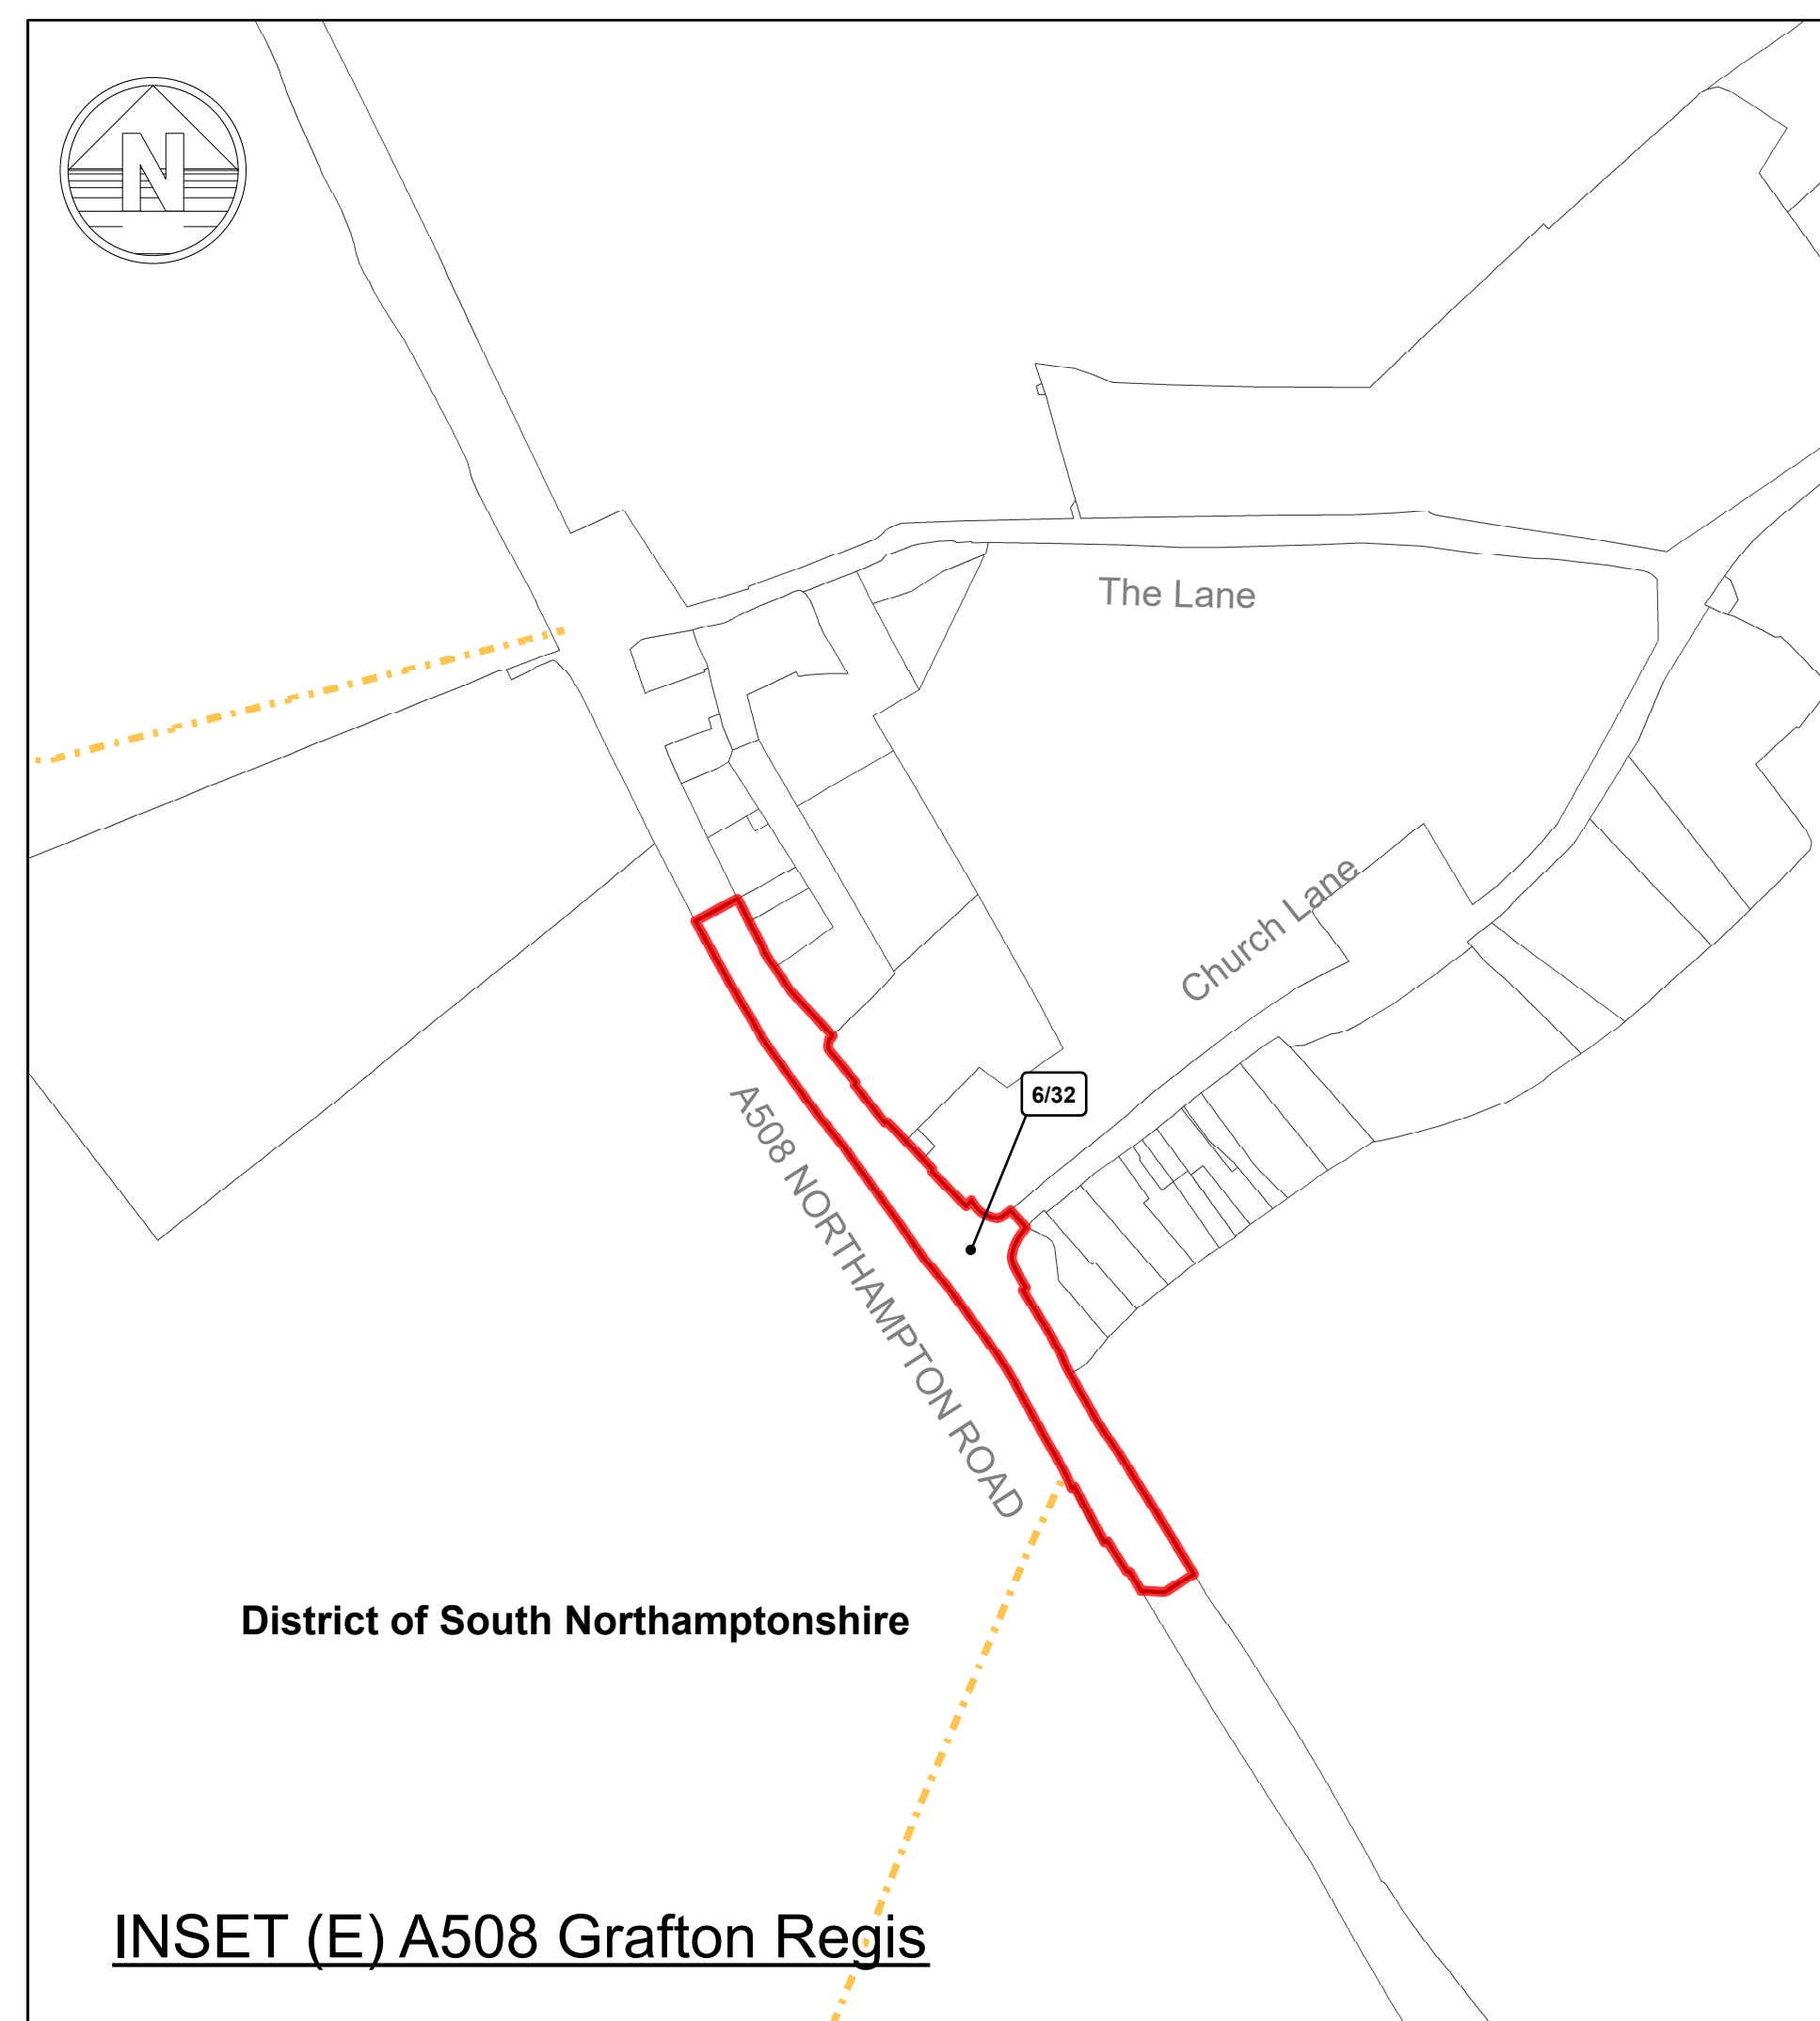 N
The Lane
Church Lane
6/32
A508 NORTHAMPTON ROAD
District of South Northamptonshire
INSET (E) A508 Grafton Regis